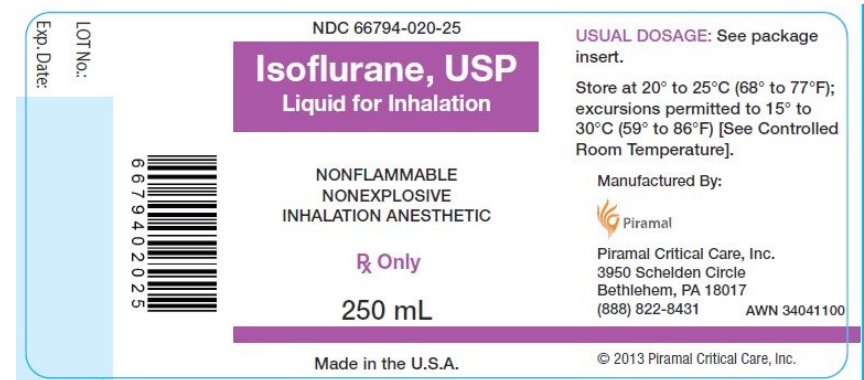 LOT No.:
Exp. Date:
6679402025
NDC 66794-020-25
Isoflurane, USP
Liquid for Inhalation
NONFLAMMABLE
NONEXPLOSIVE
INHALATION ANESTHETIC
℞ Only
250 mL
Made in the U.S.A.
USUAL DOSAGE: See package
insert.
Store at 20° to 25°C (68° to 77°F);
excursions permitted to 15° to
30°C (59° to 86°F) [See Controlled
Room Temperature].
Manufactured By:
Piramal
Piramal Critical Care, Inc.
3950 Schelden Circle
Bethlehem, PA 18017
(888) 822-8431 AWN 34041100
© 2013 Piramal Critical Care, Inc.